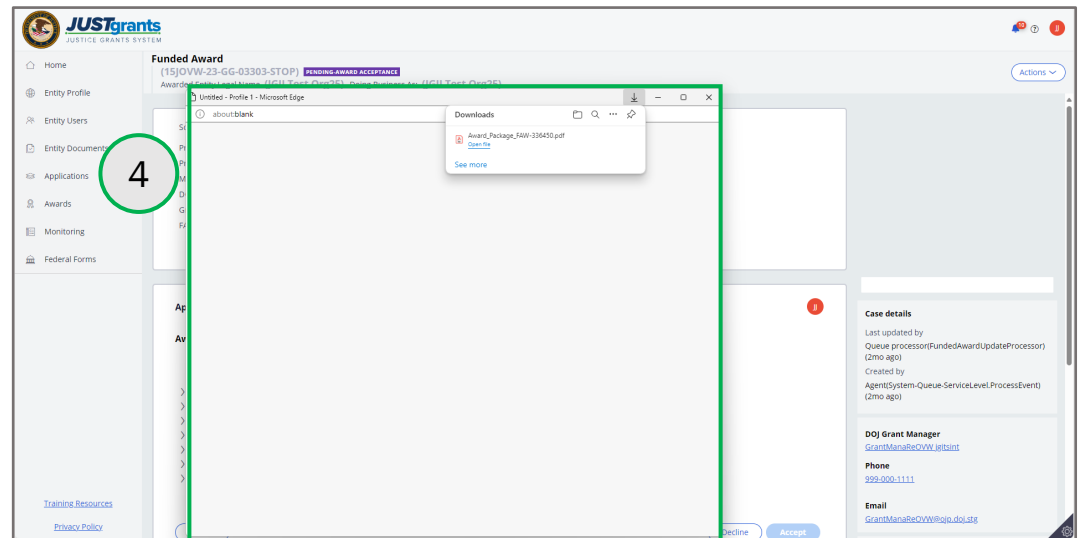 JUSTgrants
JUSTICE GRANTS SYSTEM
10
JJ
Home
Entity Profile
Entity Users
Entity Documents
Applications
Awards
Monitoring
Federal Forms
Training Resources
Privacy Policy
4
Funded Award
(15JOVW-23-GG-03303-STOP) PENDING-AWARD ACCEPTANCE
Actions
Untitled - Profile 1 - Microsoft Edge
about:blank
Downloads
Award_Package_FAW-336450.pdf
Open file
See more
JJ
Decline
Accept
Case details
Last updated by
Queue processor(FundedAwardUpdateProcessor)
(2mo ago)
Created by
Agent(System-Queue-ServiceLevel.ProcessEvent)
(2mo ago)
DOJ Grant Manager
GrantManaReOVW igitsint
Phone
999-000-1111
Email
GrantManaReOVW@ojp.doj.stg